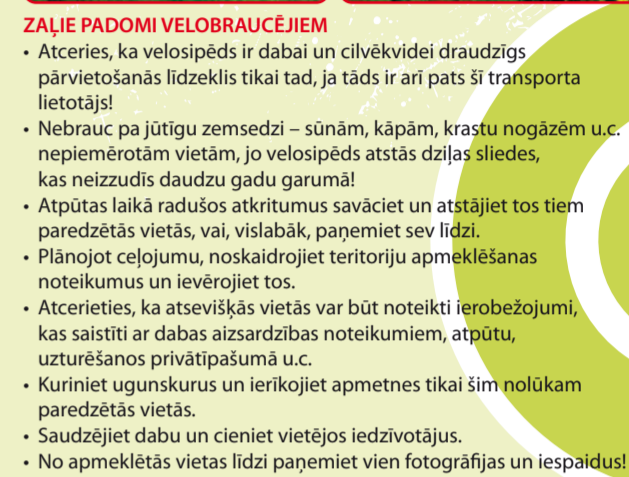 ZAĻIE PADOMI VELOBRAUCĒJIEM
• Atceries, ka velosipēds ir dabai un cilvēkvidei draudzīgs
pārvietošanās līdzeklis tikai tad, ja tāds ir arī pats šī transporta
lietotājs!
• Nebrauc pa jūtīgu zemsedzi – sūnām, kāpām, krastu nogāzēm u.c.
nepiemērotām vietām, jo velosipēds atstās dziļas sliedes,
kas neizzudīs daudzu gadu garumā!
• Atpūtas laikā radušos atkritumus savāciet un atstājiet tos tiem
paredzētās vietās, vai, vislabāk, paņemiet sev līdzi.
• Plānojot ceļojumu, noskaidrojiet teritoriju apmeklēšanas
noteikumus un ievērojiet tos.
• Atcerieties, ka atsevišķās vietās var būt noteikti ierobežojumi,
kas saistīti ar dabas aizsardzības noteikumiem, atpūtu,
uzturēšanos privātīpašumā u.c.
• Kuriniet ugunskurus un ierīkojiet apmetnes tikai šim nolūkam
paredzētās vietās.
• Saudzējiet dabu un cieniet vietējos iedzīvotājus.
• No apmeklētās vietas līdzi paņemiet vien fotogrāfijas un iespaidus!